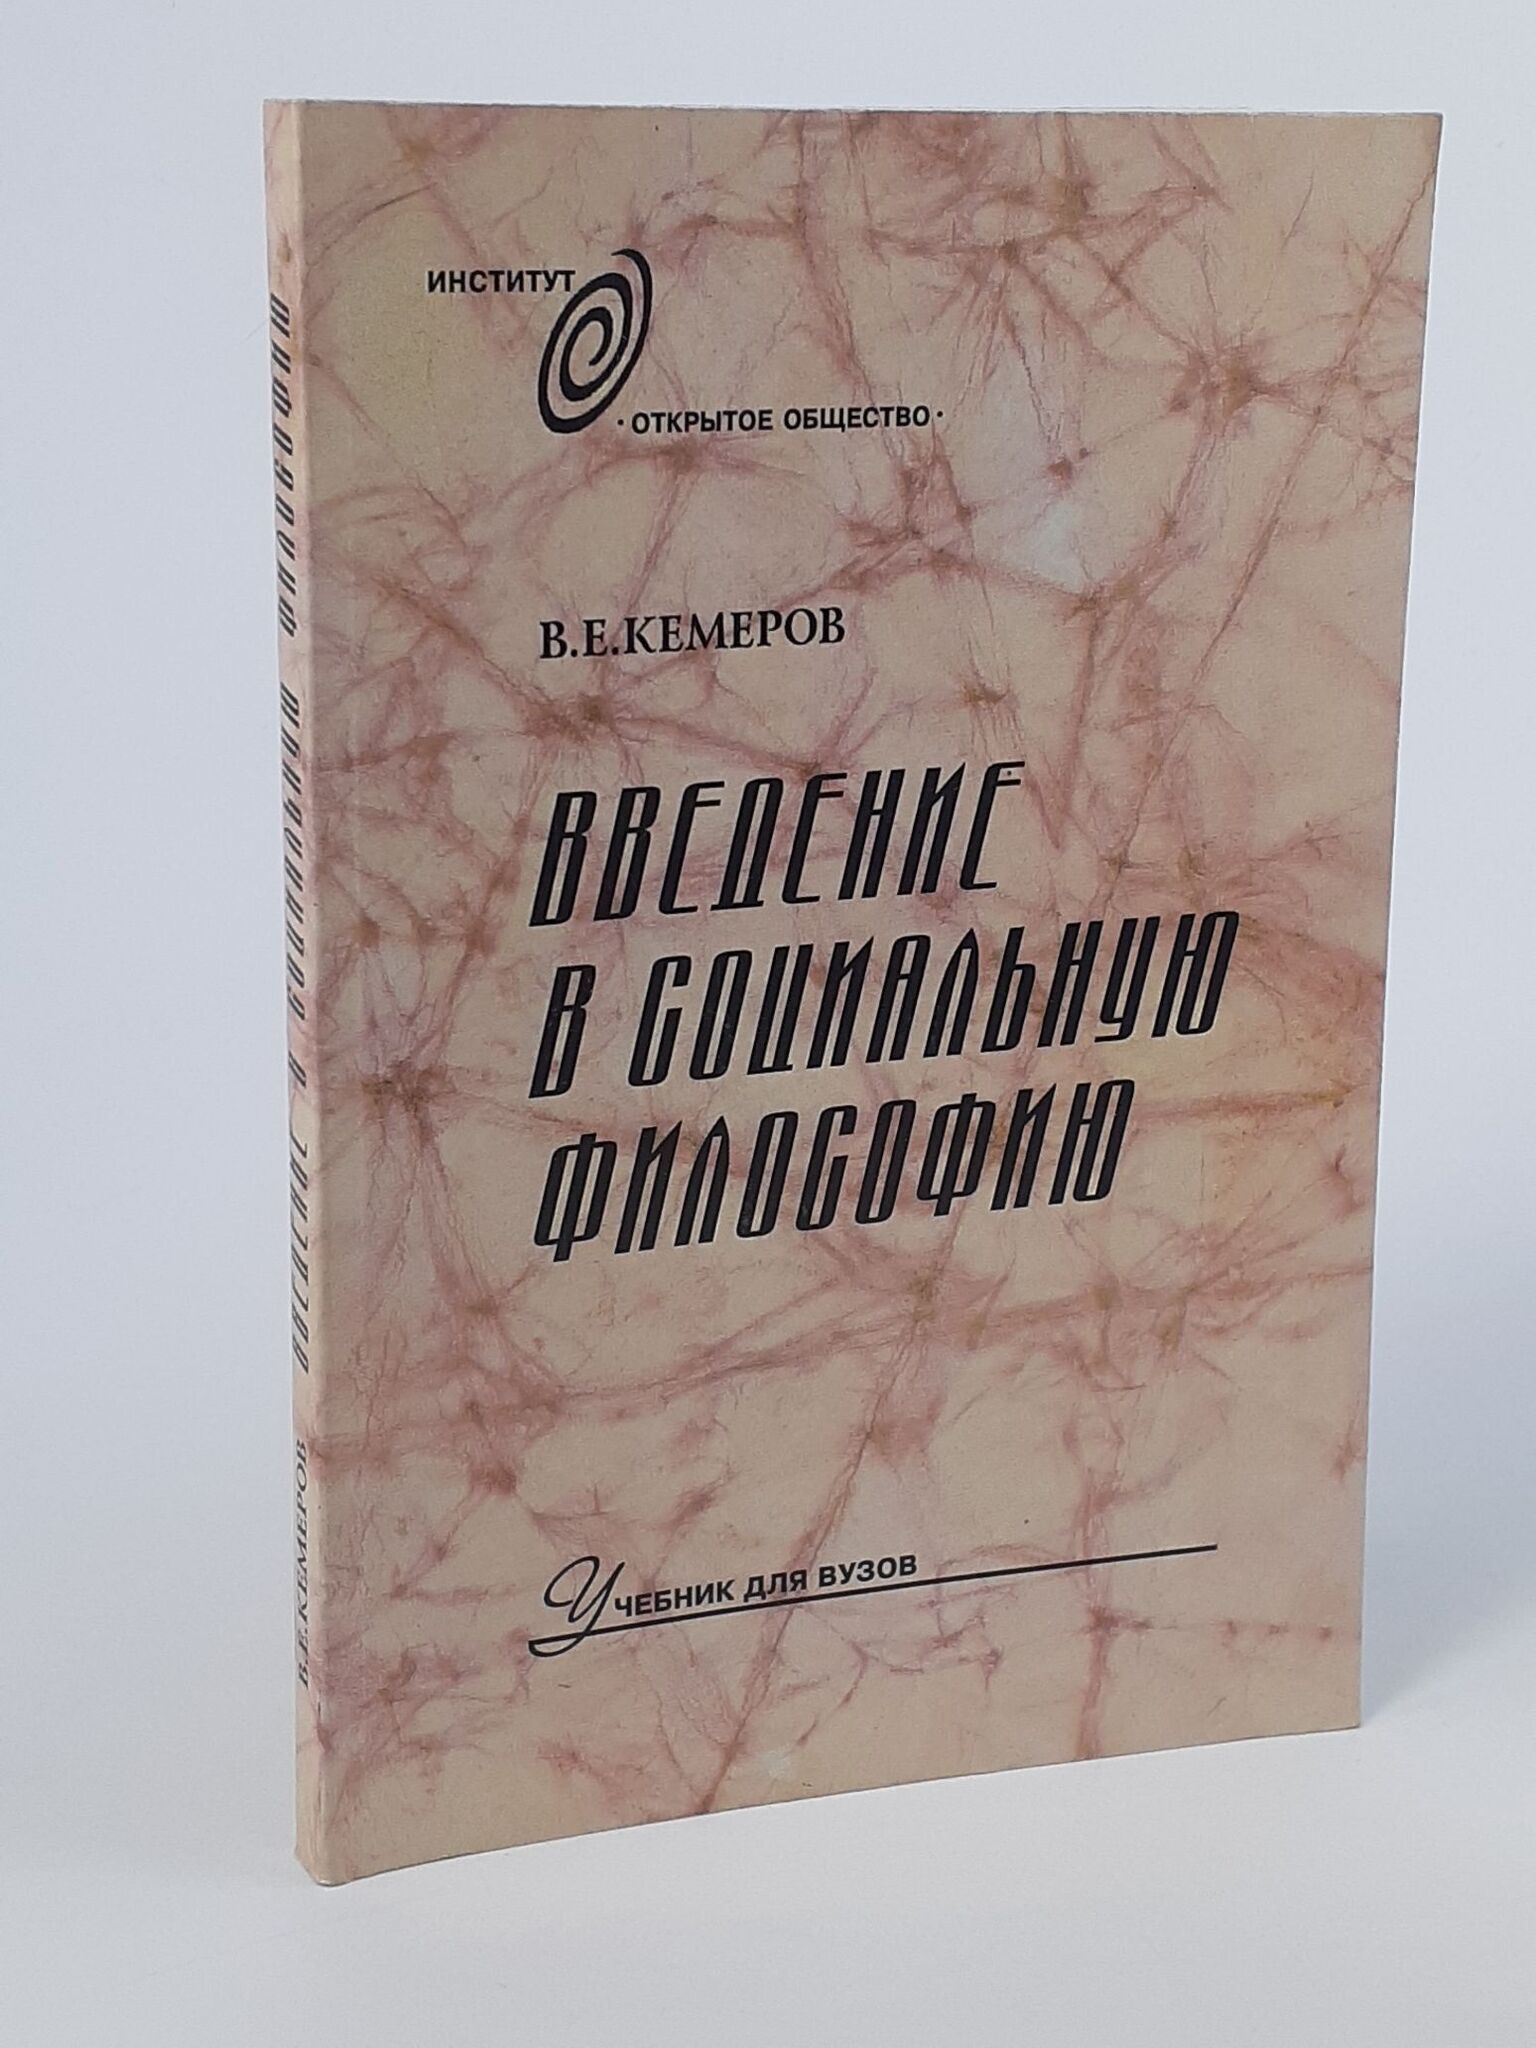 ИНСТИТУТ
· ОТКРЫТОЕ ОБЩЕСТВО ·
В.Е.КЕМЕРОВ
ВВЕДЕНИЕ
В СОЦИАЛЬНУЮ
ФИЛОСОФИЮ
УЧЕБНИК ДЛЯ ВУЗОВ
В.Е.КЕМЕРОВ ВВЕДЕНИЕ В СОЦИАЛЬНУЮ ФИЛОСОФИЮ